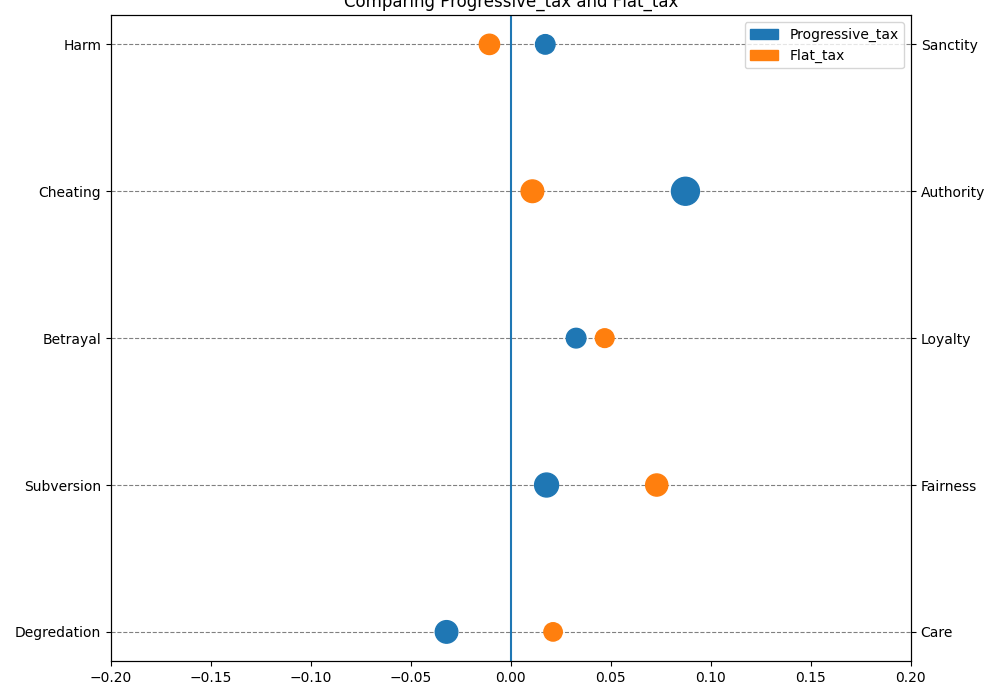 Comparing Progressive_tax and Flat_tax
Progressive_tax
Flat_tax
Harm
Sanctity
Cheating
Authority
Betrayal
Loyalty
Subversion
Fairness
Degredation
Care
−0.20 −0.15 −0.10 −0.05 0.00 0.05 0.10 0.15 0.20